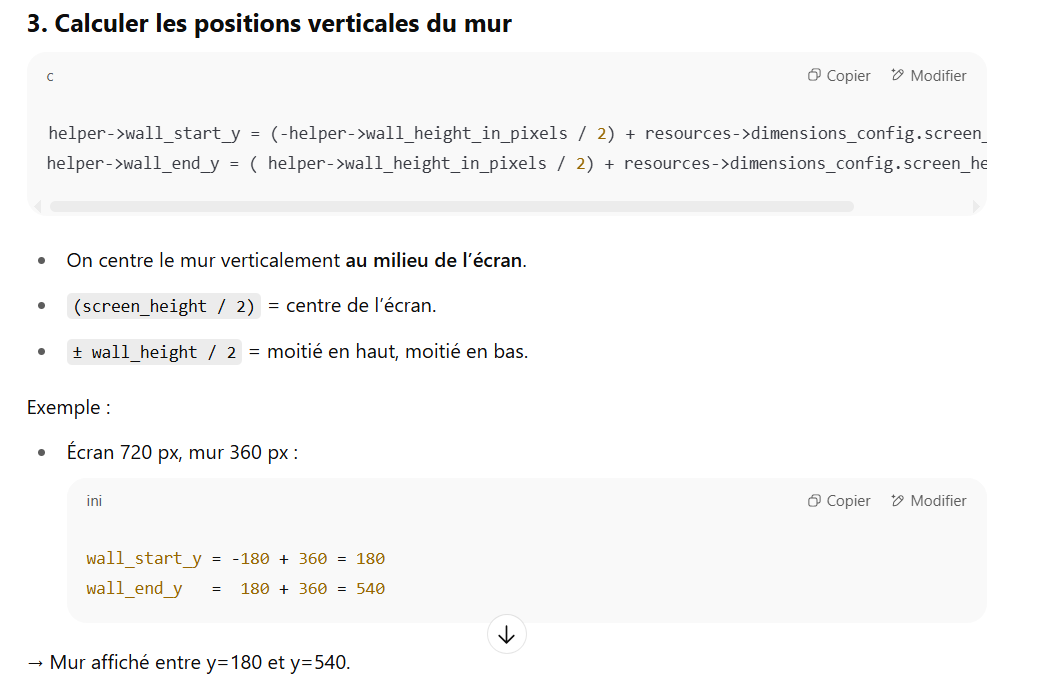 3. Calculer les positions verticales du mur
c
Copier Modifier
helper->wall_start_y = (-helper->wall_height_in_pixels / 2) + resources->dimensions_config.screen_
helper->wall_end_y = ( helper->wall_height_in_pixels / 2) + resources->dimensions_config.screen_he
• On centre le mur verticalement au milieu de l’écran.
• (screen_height / 2) = centre de l’écran.
• ± wall_height / 2 = moitié en haut, moitié en bas.
Exemple :
• Écran 720 px, mur 360 px :
ini
Copier Modifier
wall_start_y = -180 + 360 = 180
wall_end_y   =  180 + 360 = 540
→ Mur affiché entre y=180 et y=540.